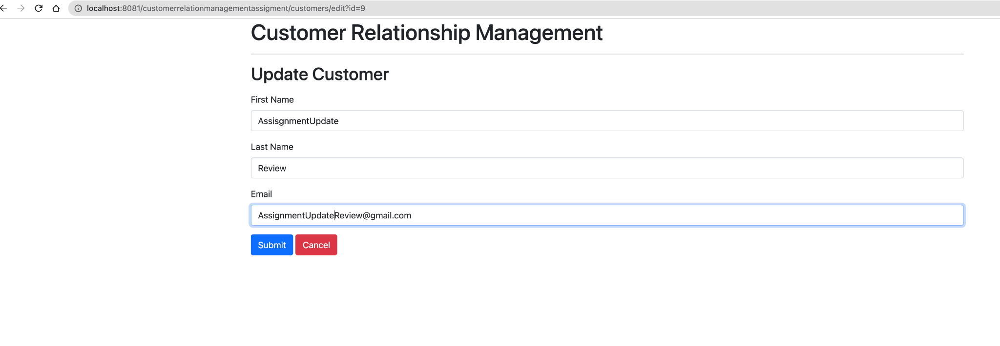 localhost:8081/customerrelationmanagementassigment/customers/edit?id=9
Customer Relationship Management
Update Customer
First Name
AssisgnmentUpdate
Last Name
Review
Email
AssignmentUpdateReview@gmail.com
Submit Cancel